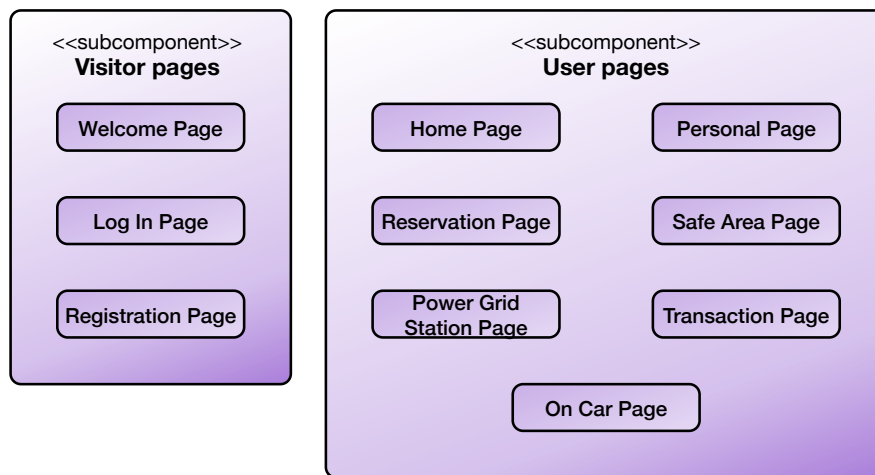 <<subcomponent>>
Visitor pages
Welcome Page
Log In Page
Registration Page
<<subcomponent>>
User pages
Home Page
Personal Page
Reservation Page
Safe Area Page
Power Grid
Station Page
Transaction Page
On Car Page